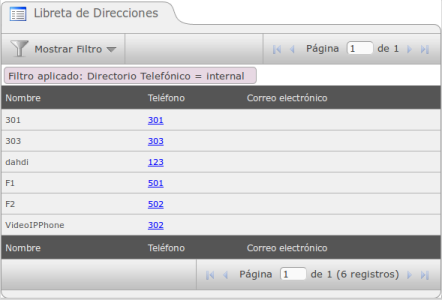 Libreta de Direcciones
Mostrar Filtro Página 1 de 1
Filtro aplicado: Directorio Telefónico = internal
Nombre Teléfono Correo electrónico
301 301
303 303
dahdi 123
F1 501
F2 502
VideoIPPhone 302
Nombre Teléfono Correo electrónico
Página 1 de 1 (6 registros)